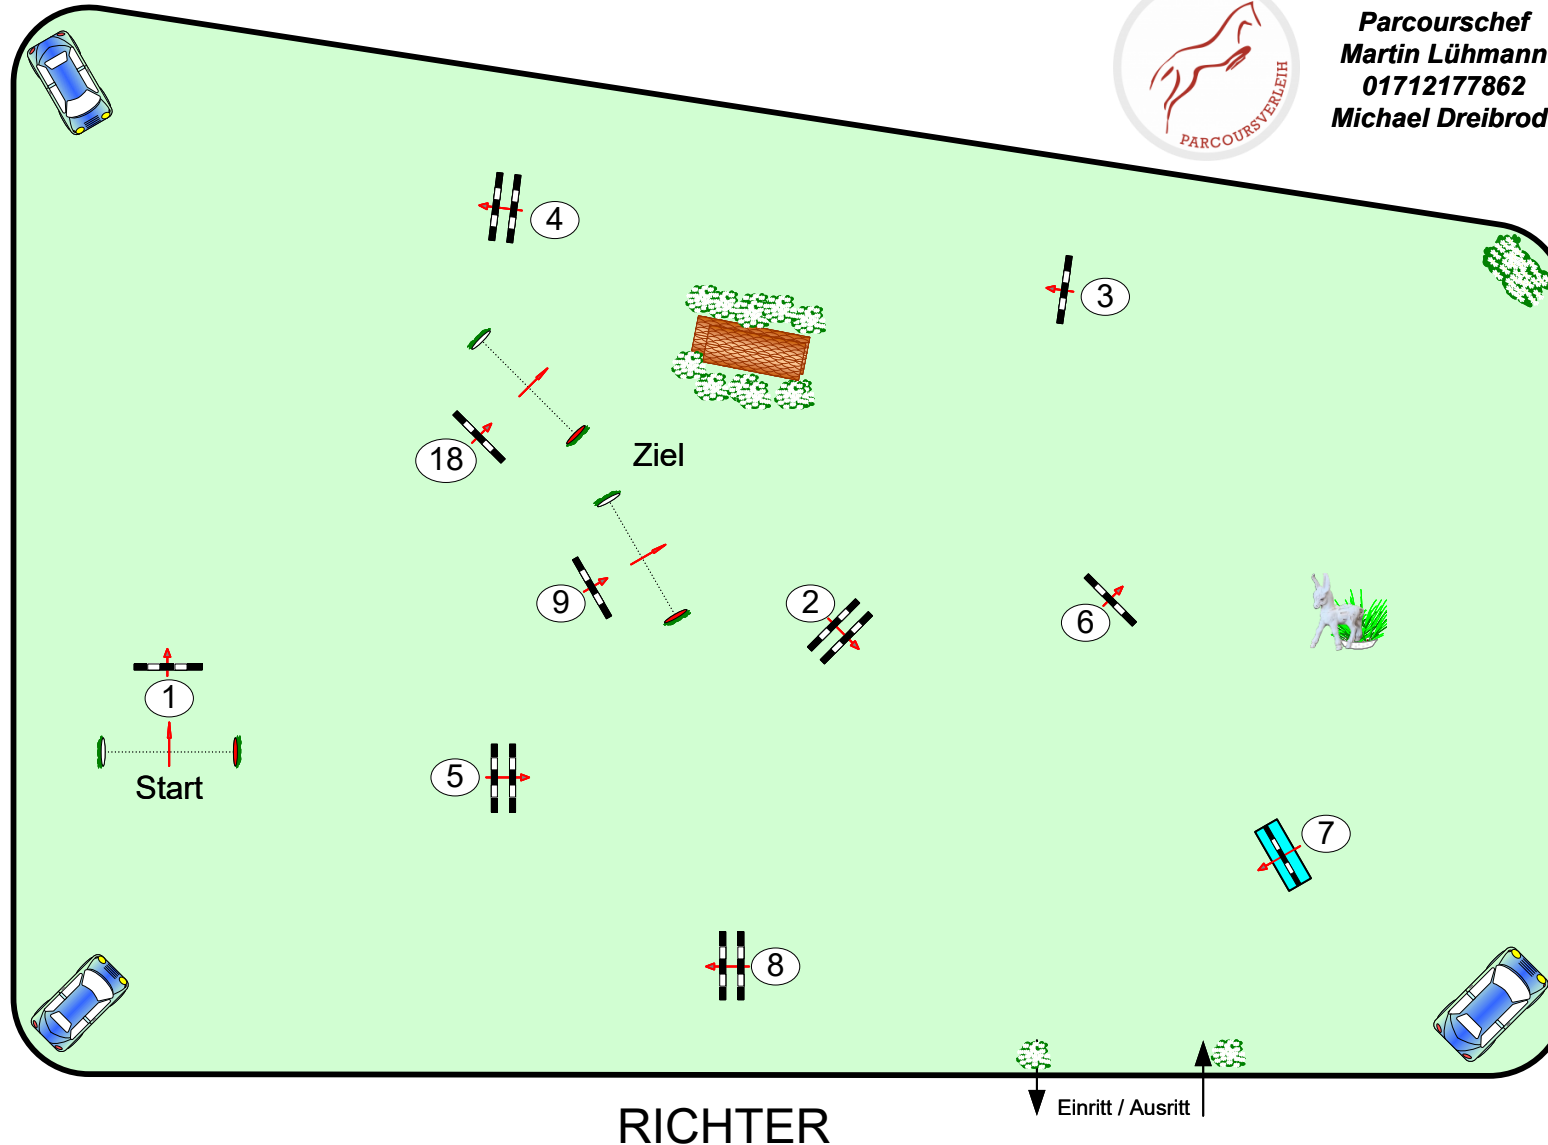 Parcourschef
Martin Lühmann
01712177862
Michael Dreibrod
PARCOURSVERLEIH
4
3
18
Ziel
9
2
6
1
Start
5
7
8
Einritt / Ausritt
RICHTER